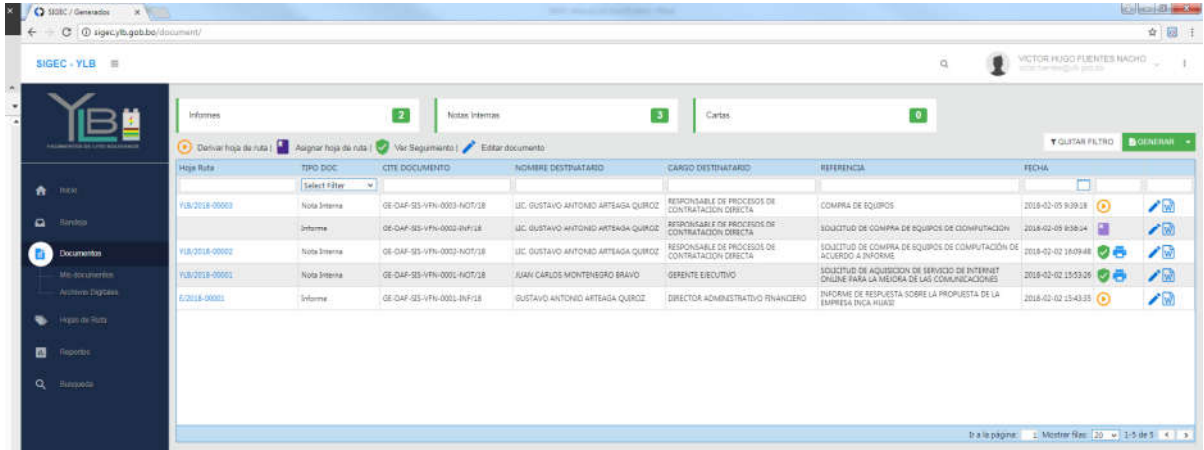 SIGEC / Generados
sigec.ylb.gob.bo/document/
SIGEC - YLB
VICTOR HUGO FUENTES NACHO
YLB
Informes 2
Notas Internas 3
Cartas 0
Derivar hoja de ruta | Asignar hoja de ruta | Ver Seguimiento | Editar documento
QUITAR FILTRO
GENERAR
Inicio
Bandeja
Documentos
Mis documentos
Archivos Digitales
Hojas de Ruta
Reportes
Busqueda
Hoja Ruta TIPO DOC CITE DOCUMENTO NOMBRE DESTINATARIO CARGO DESTINATARIO REFERENCIA FECHA
Select Filter
YLB/2018-00003 Nota Interna GE-DAF-SIS-VFN-0003-NOT/18 LIC. GUSTAVO ANTONIO ARTEAGA QUIROZ RESPONSABLE DE PROCESOS DE CONTRATACION DIRECTA COMPRA DE EQUIPOS 2018-02-05 9:39:18
Informe GE-DAF-SIS-VFN-0002-INF/18 LIC. GUSTAVO ANTONIO ARTEAGA QUIROZ RESPONSABLE DE PROCESOS DE CONTRATACION DIRECTA SOLICITUD DE COMPRA DE EQUIPOS DE COMPUTACION 2018-02-05 9:38:14
YLB/2018-00002 Nota Interna GE-DAF-SIS-VFN-0002-NOT/18 LIC. GUSTAVO ANTONIO ARTEAGA QUIROZ RESPONSABLE DE PROCESOS DE CONTRATACION DIRECTA SOLICITUD DE COMPRA DE EQUIPOS DE COMPUTACIÓN DE ACUERDO A INFORME 2018-02-02 16:09:48
YLB/2018-00001 Nota Interna GE-DAF-SIS-VFN-0001-NOT/18 JUAN CARLOS MONTENEGRO BRAVO GERENTE EJECUTIVO SOLICITUD DE AQUISICION DE SERVICIO DE INTERNET ONLINE PARA LA MEJORA DE LAS COMUNICACIONES 2018-02-02 15:53:26
E/2018-00001 Informe GE-DAF-SIS-VFN-0001-INF/18 GUSTAVO ANTONIO ARTEAGA QUIROZ DIRECTOR ADMINISTRATIVO FINANCIERO INFORME DE RESPUESTA SOBRE LA PROPUESTA DE LA EMPRESA INCA HUASI 2018-02-02 15:43:35
Ir a la página: 1 Mostrar filas: 20 1-5 de 5